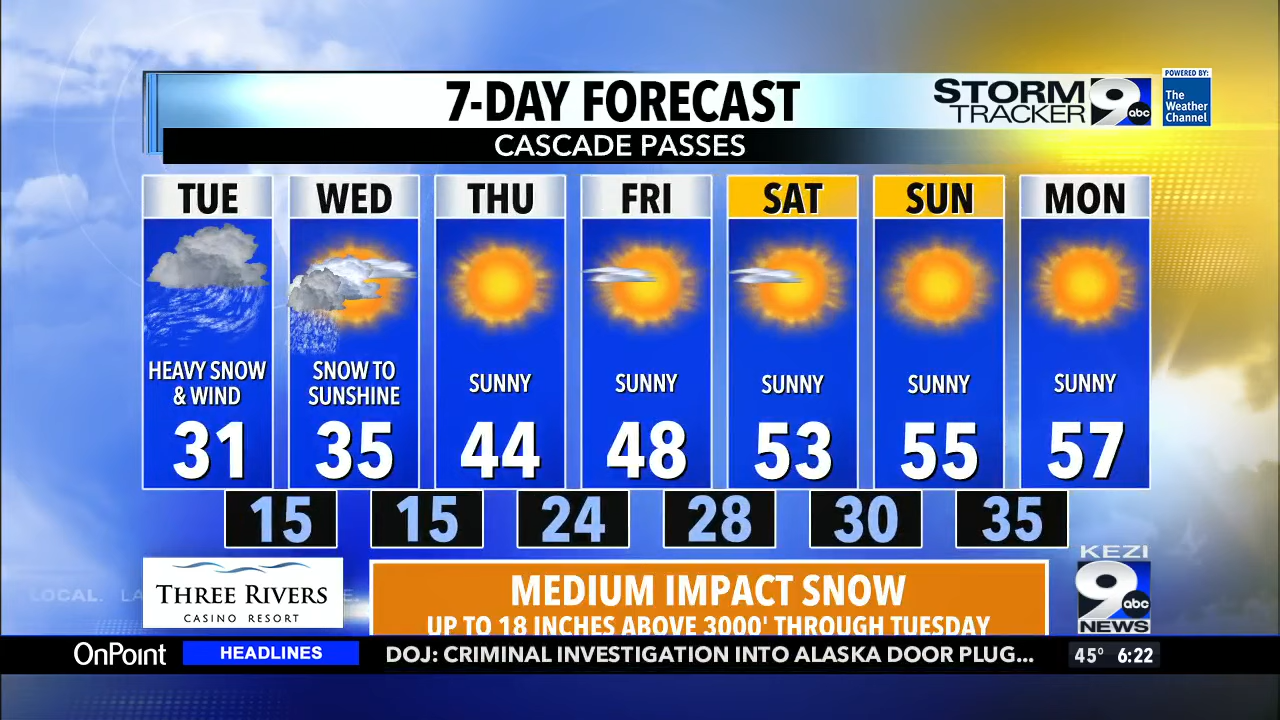 7-DAY FORECAST
CASCADE PASSES
STORM
TRACKER
9
abc
POWERED BY:
The
Weather
Channel
TUE
WED
THU
FRI
SAT
SUN
MON
HEAVY SNOW
& WIND
SNOW TO
SUNSHINE
SUNNY
SUNNY
SUNNY
SUNNY
SUNNY
31
35
44
48
53
55
57
15
15
24
28
30
35
THREE RIVERS
CASINO RESORT
MEDIUM IMPACT SNOW
UP TO 18 INCHES ABOVE 3000' THROUGH TUESDAY
KEZI
9
abc
NEWS
LOCAL.
OnPoint
HEADLINES
DOJ: CRIMINAL INVESTIGATION INTO ALASKA DOOR PLUG...
45° 6:22